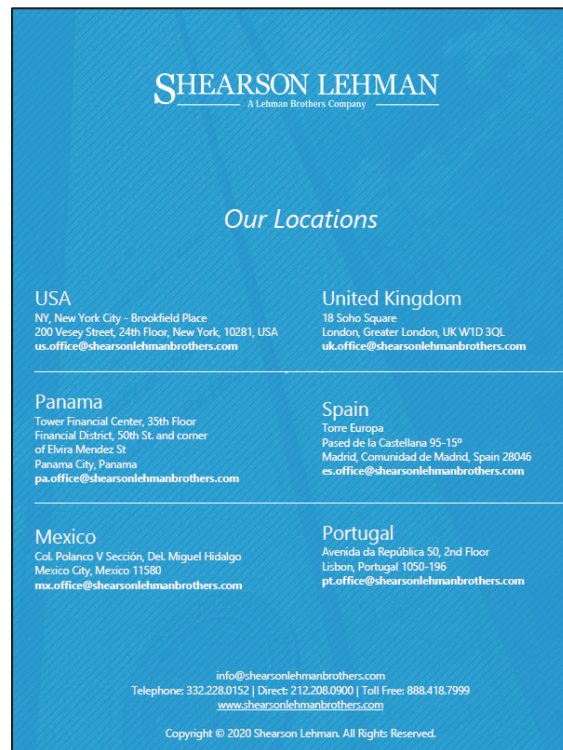 SHEARSON LEHMAN
A Lehman Brothers Company
Our Locations
USA
NY, New York City - Brookfield Place
200 Vesey Street, 24th Floor, New York, 10281, USA
us.office@shearsonlehmanbrothers.com
United Kingdom
18 Soho Square
London, Greater London, UK W1D 3QL
uk.office@shearsonlehmanbrothers.com
Panama
Tower Financial Center, 35th Floor
Financial District, 50th St. and corner
of Elvira Mendez St
Panama City, Panama
pa.office@shearsonlehmanbrothers.com
Spain
Torre Europa
Pased de la Castellana 95-15º
Madrid, Comunidad de Madrid, Spain 28046
es.office@shearsonlehmanbrothers.com
Mexico
Col. Polanco V Sección, Del. Miguel Hidalgo
Mexico City, Mexico 11580
mx.office@shearsonlehmanbrothers.com
Portugal
Avenida da República 50, 2nd Floor
Lisbon, Portugal 1050-196
pt.office@shearsonlehmanbrothers.com
info@shearsonlehmanbrothers.com
Telephone: 332.228.0152 | Direct: 212.208.0900 | Toll Free: 888.418.7999
www.shearsonlehmanbrothers.com
Copyright © 2020 Shearson Lehman. All Rights Reserved.